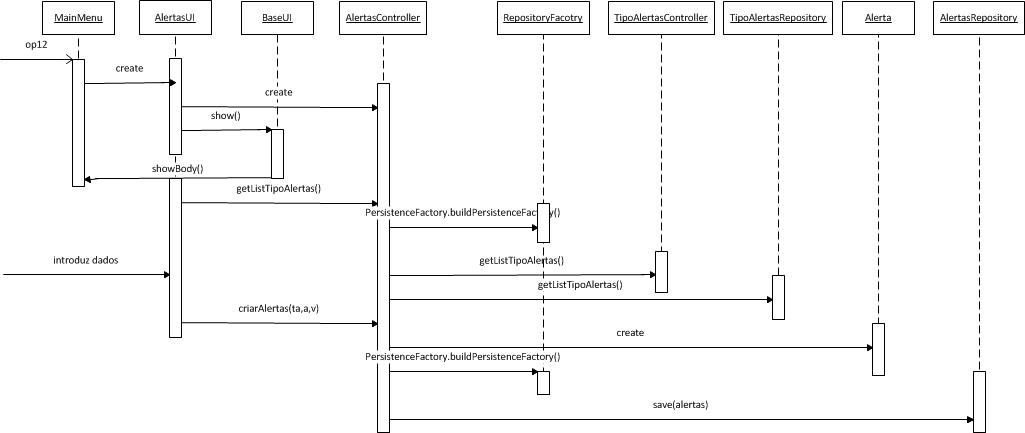 MainMenu
AlertasUI
BaseUI
AlertasController
RepositoryFacotry
TipoAlertasController
TipoAlertasRepository
Alerta
AlertasRepository
op12
create
create
show()
showBody()
getListTipoAlertas()
PersistenceFactory.buildPersistenceFactory()
introduz dados
getListTipoAlertas()
getListTipoAlertas()
criarAlertas(ta,a,v)
create
PersistenceFactory.buildPersistenceFactory()
save(alertas)